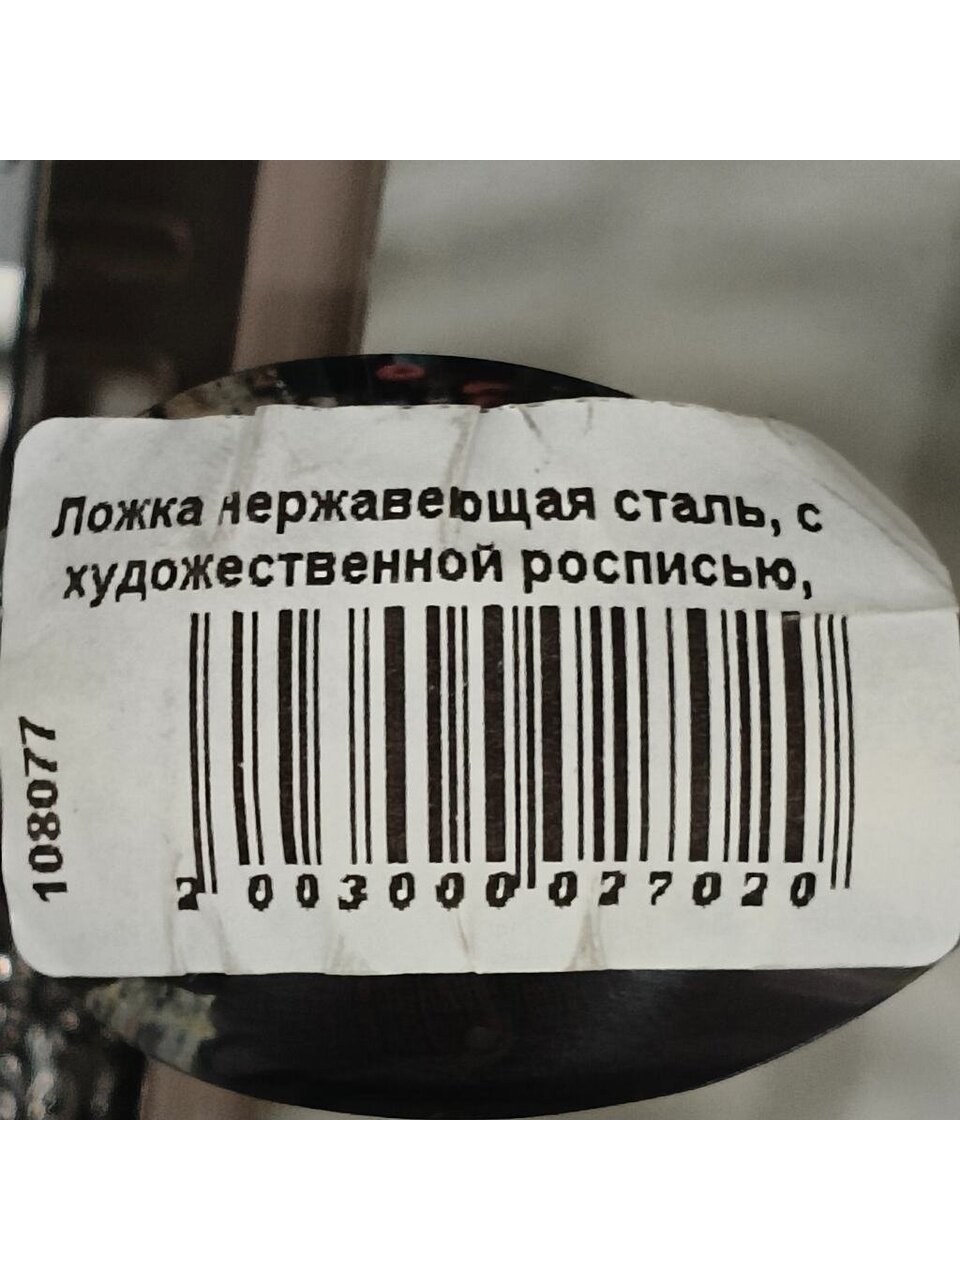 Ложка нержавеющая сталь, с
художественной росписью,
108077
2 003000 027020